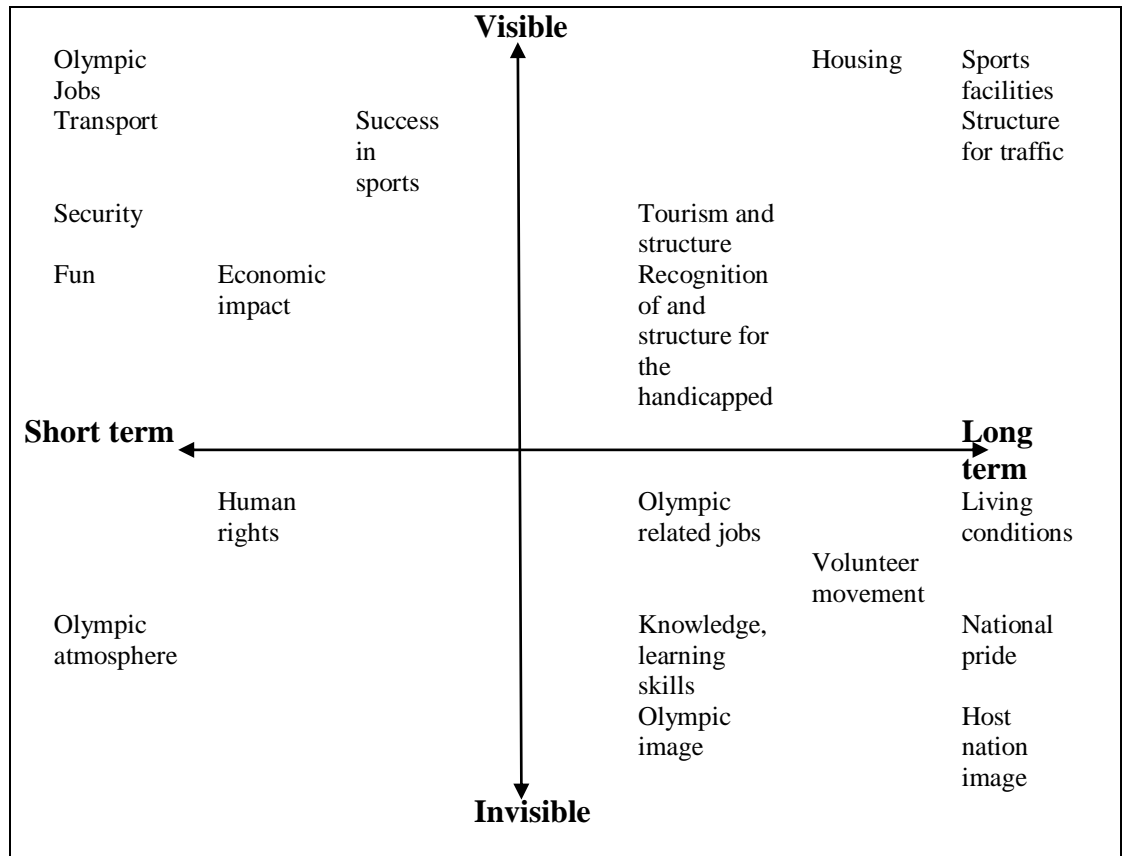 Visible
Olympic
Jobs
Housing
Sports
facilities
Transport
Success
in
sports
Structure
for traffic
Security
Tourism and
structure
Fun
Economic
impact
Recognition
of and
structure for
the
handicapped
Short term
Long
term
Human
rights
Olympic
related jobs
Living
conditions
Volunteer
movement
Olympic
atmosphere
Knowledge,
learning
skills
National
pride
Olympic
image
Host
nation
image
Invisible